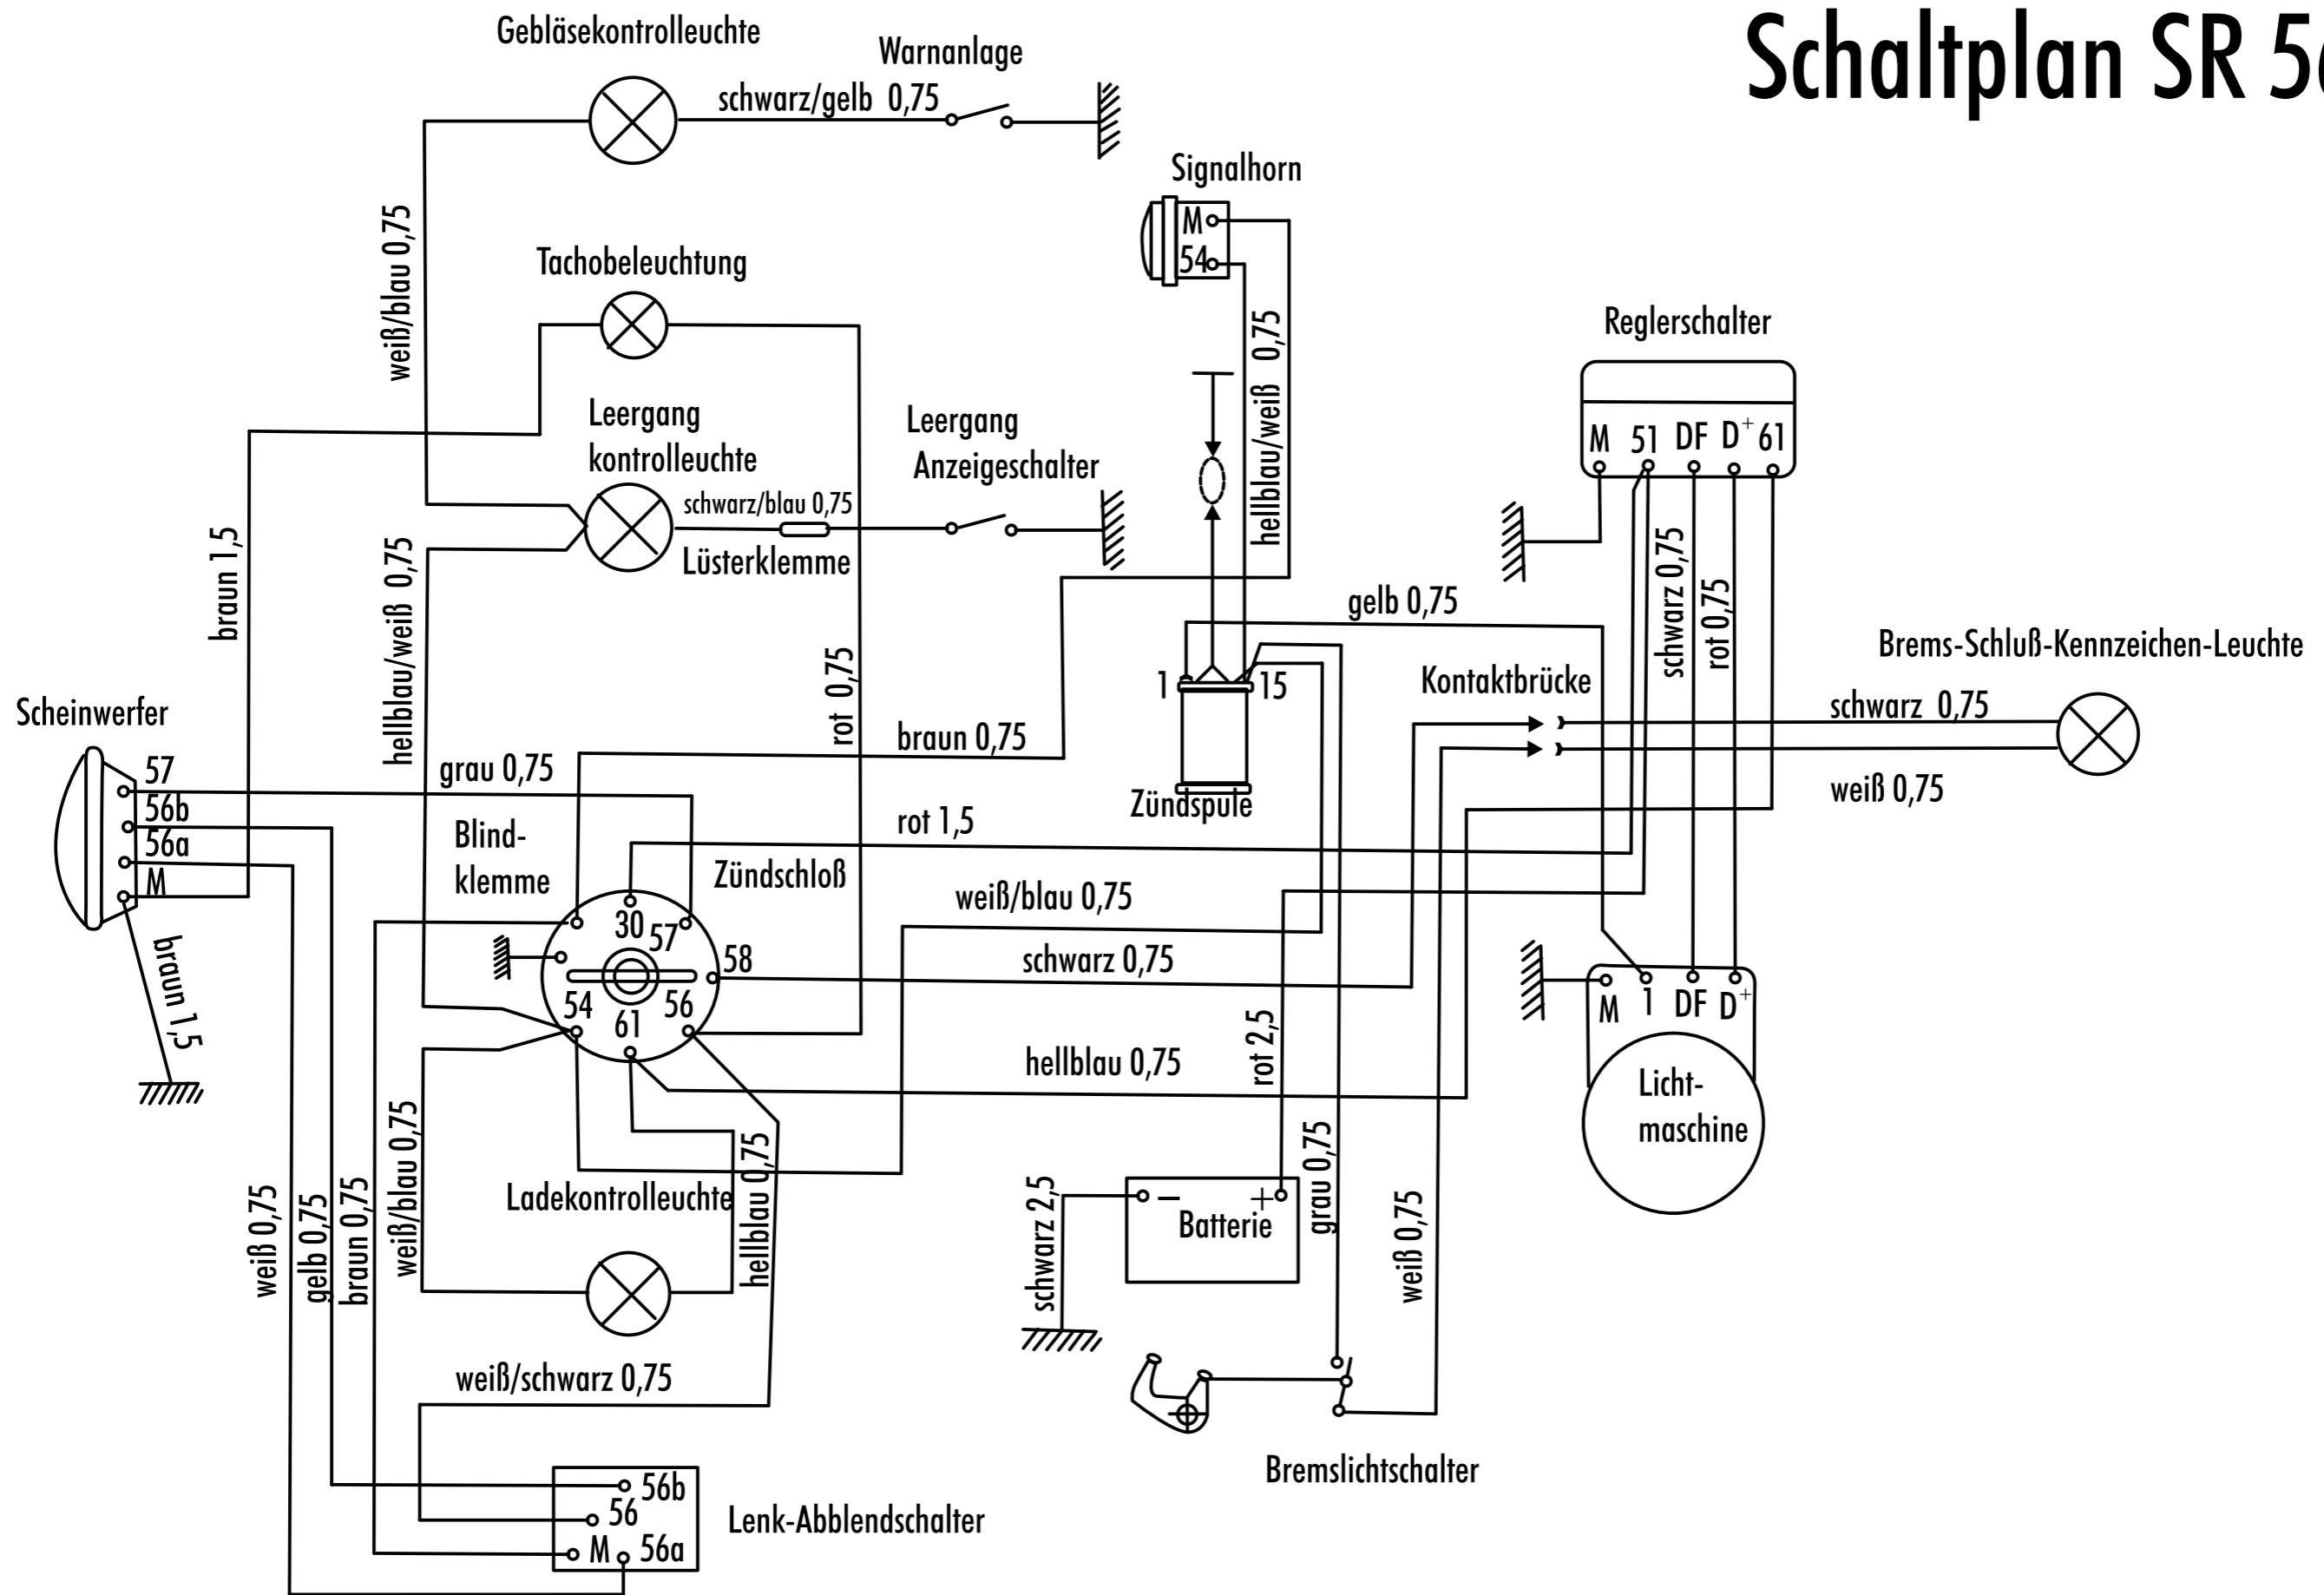 Schaltplan SR 56
Gebläsekontrolleuchte
Warnanlage
schwarz/gelb 0,75
weiß/blau 0,75
Signalhorn
M
54
hellblau/weiß 0,75
Tachobeleuchtung
Leergang
kontrolleuchte
schwarz/blau 0,75
Lüsterklemme
Leergang
Anzeigeschalter
Reglerschalter
M 51 DF D+ 61
schwarz 0,75
rot 0,75
braun 1,5
hellblau/weiß 0,75
rot 0,75
gelb 0,75
1
15
Zündspule
Kontaktbrücke
Brems-Schluß-Kennzeichen-Leuchte
schwarz 0,75
weiß 0,75
Scheinwerfer
57
56b
56a
M
braun 1,5
grau 0,75
braun 0,75
rot 1,5
Blind-
klemme
Zündschloß
30
57
58
54
56
61
weiß/blau 0,75
schwarz 0,75
hellblau 0,75
rot 2,5
M 1 DF D+
Licht-
maschine
weiß 0,75
gelb 0,75
braun 0,75
weiß/blau 0,75
Ladekontrolleuchte
hellblau 0,75
schwarz 2,5
– +
Batterie
grau 0,75
weiß 0,75
weiß/schwarz 0,75
Bremslichtschalter
56b
56
M 56a
Lenk-Abblendschalter